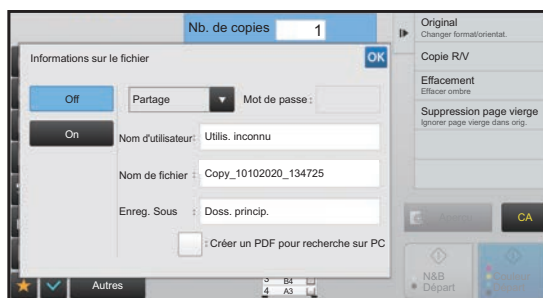 Nb. de copies 1
Informations sur le fichier
OK
Off
Partage
Mot de passe :
On
Nom d'utilisateur:
Utilis. inconnu
Nom de fichier :
Copy_10102020_134725
Enreg. Sous :
Doss. princip.
: Créer un PDF pour recherche sur PC
Autres
3 B4
4 A3
Original
Changer format/orientat.
Copie R/V
Effacement
Effacer ombre
Suppression page vierge
Ignorer page vierge dans orig.
CA
N&B
Départ